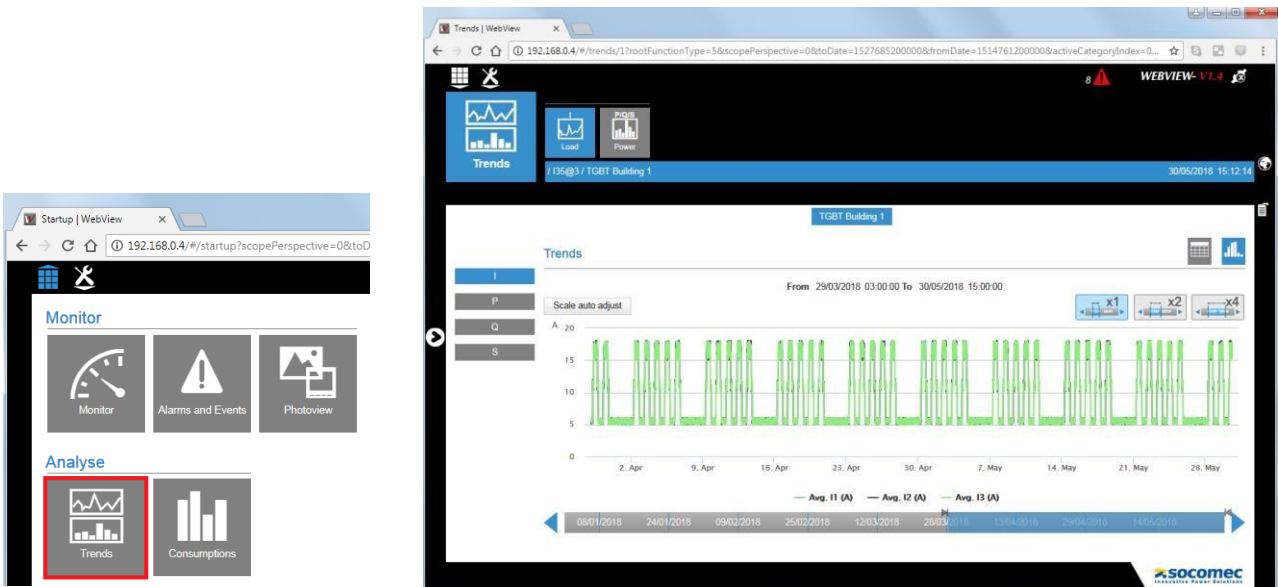 Startup | WebView
192.168.0.4/#/startup?scopePerspective=0&toD
Monitor
Monitor
Alarms and Events
Photoview
Analyse
Trends
Consumptions
Trends | WebView
192.168.0.4/#/trends/1?rootFunctionType=5&scopePerspective=0&toDate=1527685200000&fromDate=1514761200000&activeCategoryIndex=0...
8
WEBVIEW- V1.4
Trends
I
Load
P/Q/S
Power
/ I35@3 / TGBT Building 1
30/05/2018 15:12:14
TGBT Building 1
Trends
I
P
Q
S
From 29/03/2018 03:00:00 To 30/05/2018 15:00:00
Scale auto adjust
x1
x2
x4
A
20
15
10
5
0
2. Apr 9. Apr 16. Apr 23. Apr 30. Apr 7. May 14. May 21. May 28. May
Avg. I1 (A) Avg. I2 (A) Avg. I3 (A)
08/01/2018 24/01/2018 09/02/2018 25/02/2018 12/03/2018 28/03/2018 13/04/2018 29/04/2018 14/05/2018
socomec
Innovative Power Solutions